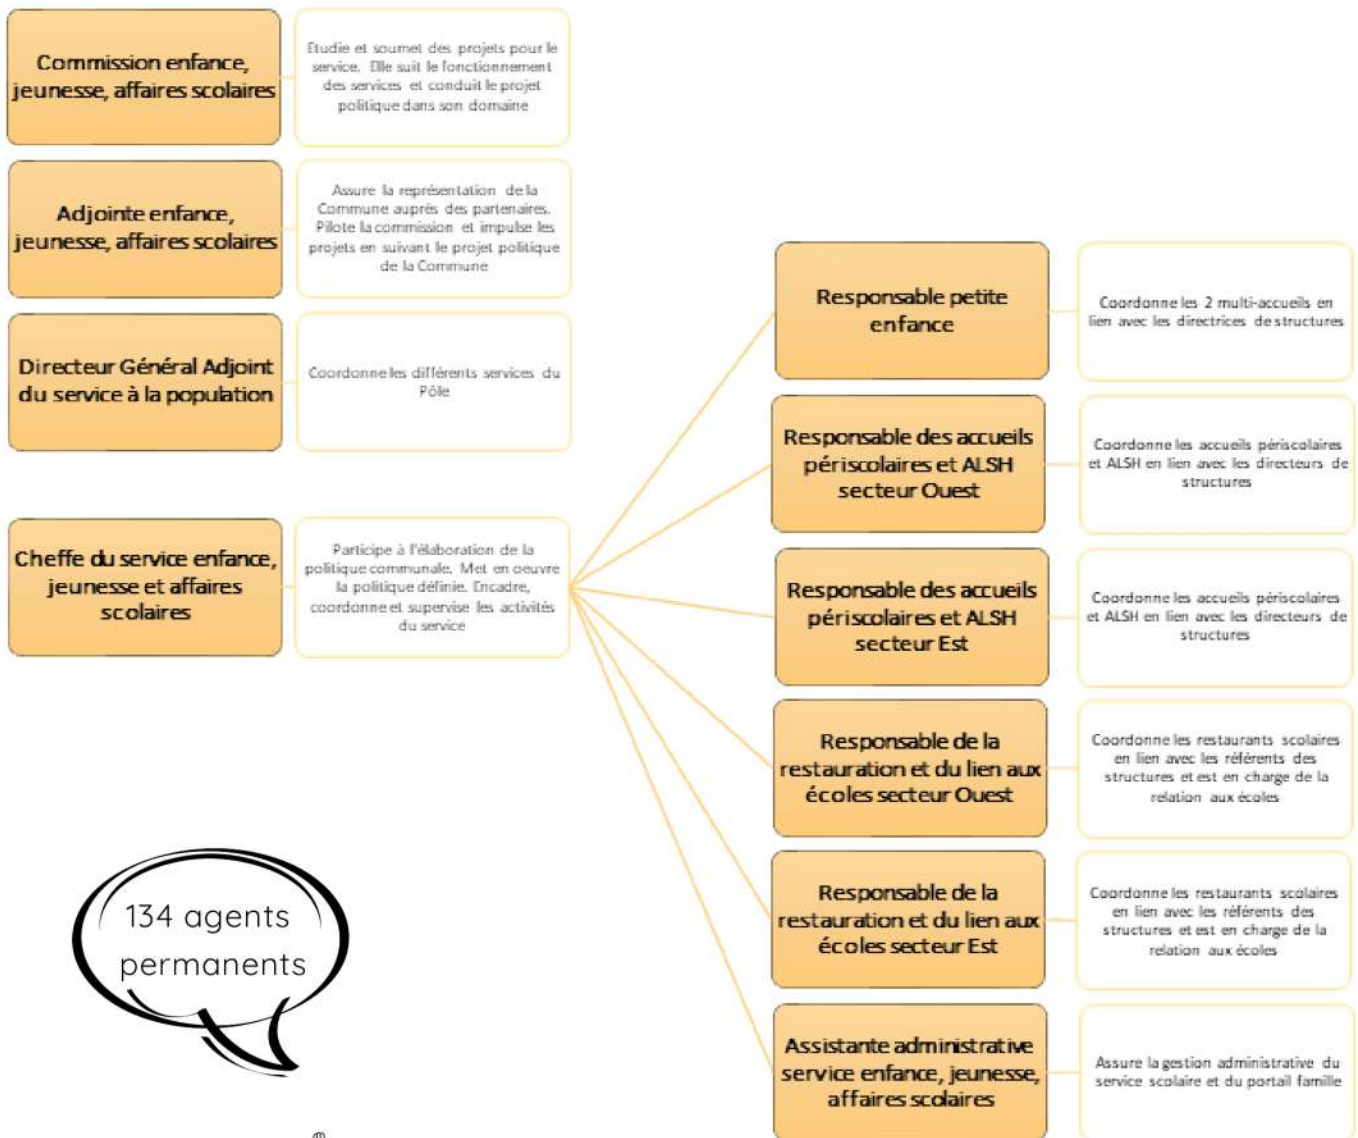 Commission enfance,
jeunesse, affaires scolaires
Etudie et soumet des projets pour le
service. Elle suit le fonctionnement
des services et conduit le projet
politique dans son domaine
Adjointe enfance,
jeunesse, affaires scolaires
Assure la représentation de la
Commune auprès des partenaires.
Pilote la commission et impulse les
projets en suivant le projet politique
de la Commune
Directeur Général Adjoint
du service à la population
Coordonne les différents services du
Pôle
Cheffe du service enfance,
jeunesse et affaires
scolaires
Participe à l'élaboration de la
politique communale. Met en oeuvre
la politique définie. Encadre,
coordonne et supervise les activités
du service
Responsable petite
enfance
Coordonne les 2 multi-accueils en
lien avec les directrices de structures
Responsable des accueils
périscolaires et ALSH
secteur Ouest
Coordonne les accueils périscolaires
et ALSH en lien avec les directeurs de
structures
Responsable des accueils
périscolaires et ALSH
secteur Est
Coordonne les accueils périscolaires
et ALSH en lien avec les directeurs de
structures
Responsable de la
restauration et du lien aux
écoles secteur Ouest
Coordonne les restaurants scolaires
en lien avec les référents des
structures et est en charge de la
relation aux écoles
Responsable de la
restauration et du lien aux
écoles secteur Est
Coordonne les restaurants scolaires
en lien avec les référents des
structures et est en charge de la
relation aux écoles
Assistante administrative
service enfance, jeunesse,
affaires scolaires
Assure la gestion administrative du
service scolaire et du portail famille
134 agents
permanents